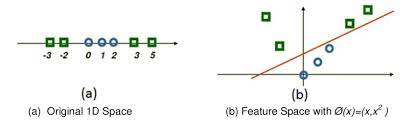 -3 -2 0 1 2 3 5
(a)
(b)
(a) Original 1D Space
(b) Feature Space with Ø(x)=(x,x² )